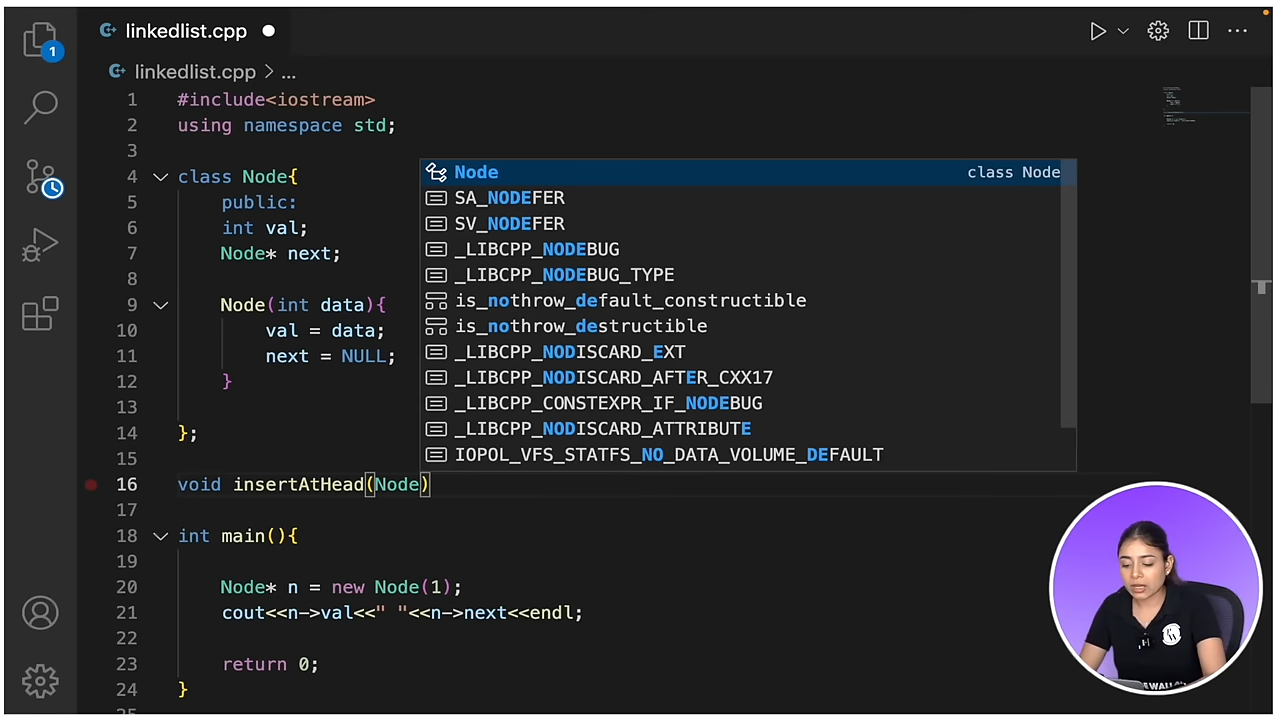 1
linkedlist.cpp
linkedlist.cpp > ...
1 #include<iostream>
2 using namespace std;
3
4 class Node{
5 public:
6 int val;
7 Node* next;
8
9 Node(int data){
10 val = data;
11 next = NULL;
12 }
13
14 };
15
16 void insertAtHead(Node)
17
18 int main(){
19
20 Node* n = new Node(1);
21 cout<<n->val<<" "<<n->next<<endl;
22
23 return 0;
24 }
25
Node class Node
SA_NODEFER
SV_NODEFER
_LIBCPP_NODEBUG
_LIBCPP_NODEBUG_TYPE
is_nothrow_default_constructible
is_nothrow_destructible
_LIBCPP_NODISCARD_EXT
_LIBCPP_NODISCARD_AFTER_CXX17
_LIBCPP_CONSTEXPR_IF_NODEBUG
_LIBCPP_NODISCARD_ATTRIBUTE
IOPOL_VFS_STATFS_NO_DATA_VOLUME_DEFAULT